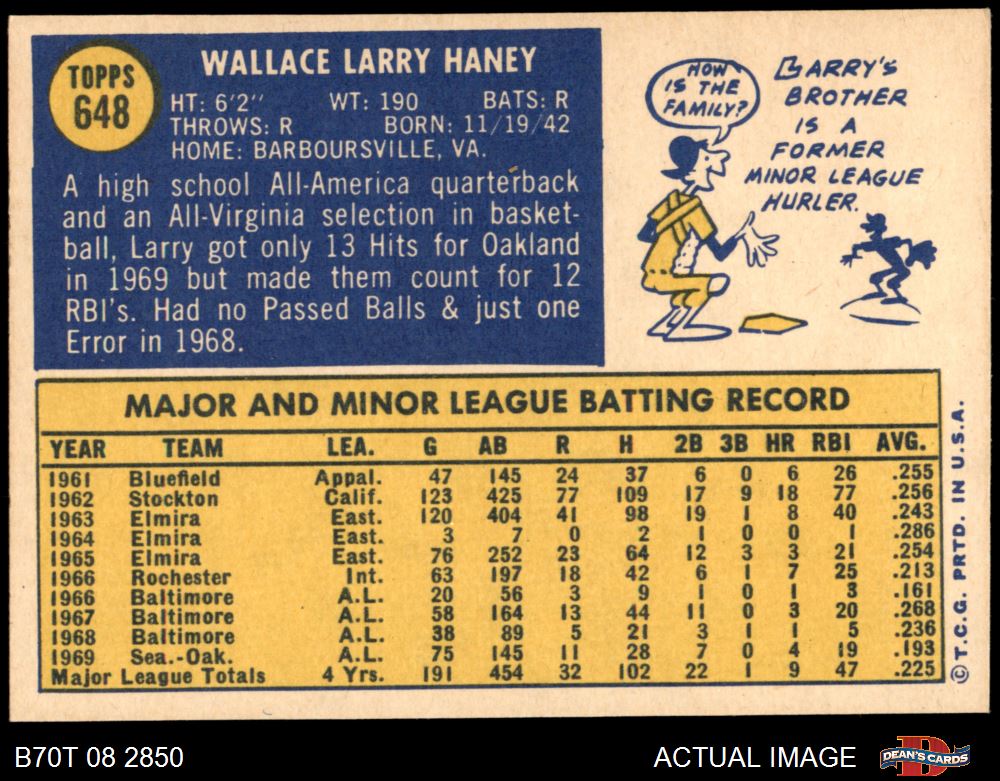 TOPPS
648
WALLACE LARRY HANEY
HT: 6'2" WT: 190 BATS: R
THROWS: R BORN: 11/19/42
HOME: BARBOURSVILLE, VA.
A high school All-America quarterback
and an All-Virginia selection in basket-
ball, Larry got only 13 Hits for Oakland
in 1969 but made them count for 12
RBI's. Had no Passed Balls & just one
Error in 1968.
HOW
IS THE
FAMILY?
BARRY'S
BROTHER
IS A
FORMER
MINOR LEAGUE
HURLER.
MAJOR AND MINOR LEAGUE BATTING RECORD
YEAR TEAM LEA. G AB R H 2B 3B HR RBI AVG.
1961 Bluefield Appal. 47 145 24 37 6 0 6 26 .255
1962 Stockton Calif. 123 425 77 109 17 9 18 77 .256
1963 Elmira East. 120 404 41 98 19 1 8 40 .243
1964 Elmira East. 3 7 0 2 1 0 0 1 .286
1965 Elmira East. 76 252 23 64 12 3 3 21 .254
1966 Rochester Int. 63 197 18 42 6 1 7 25 .213
1966 Baltimore A.L. 20 56 3 9 1 0 1 3 .161
1967 Baltimore A.L. 58 164 13 44 11 0 3 20 .268
1968 Baltimore A.L. 38 89 5 21 3 1 1 5 .236
1969 Sea.-Oak. A.L. 75 145 11 28 7 0 4 19 .193
Major League Totals 4 Yrs. 191 454 32 102 22 1 9 47 .225
© T.C.G. PRTD. IN U.S.A.
B70T 08 2850
ACTUAL IMAGE
DEAN'S CARDS